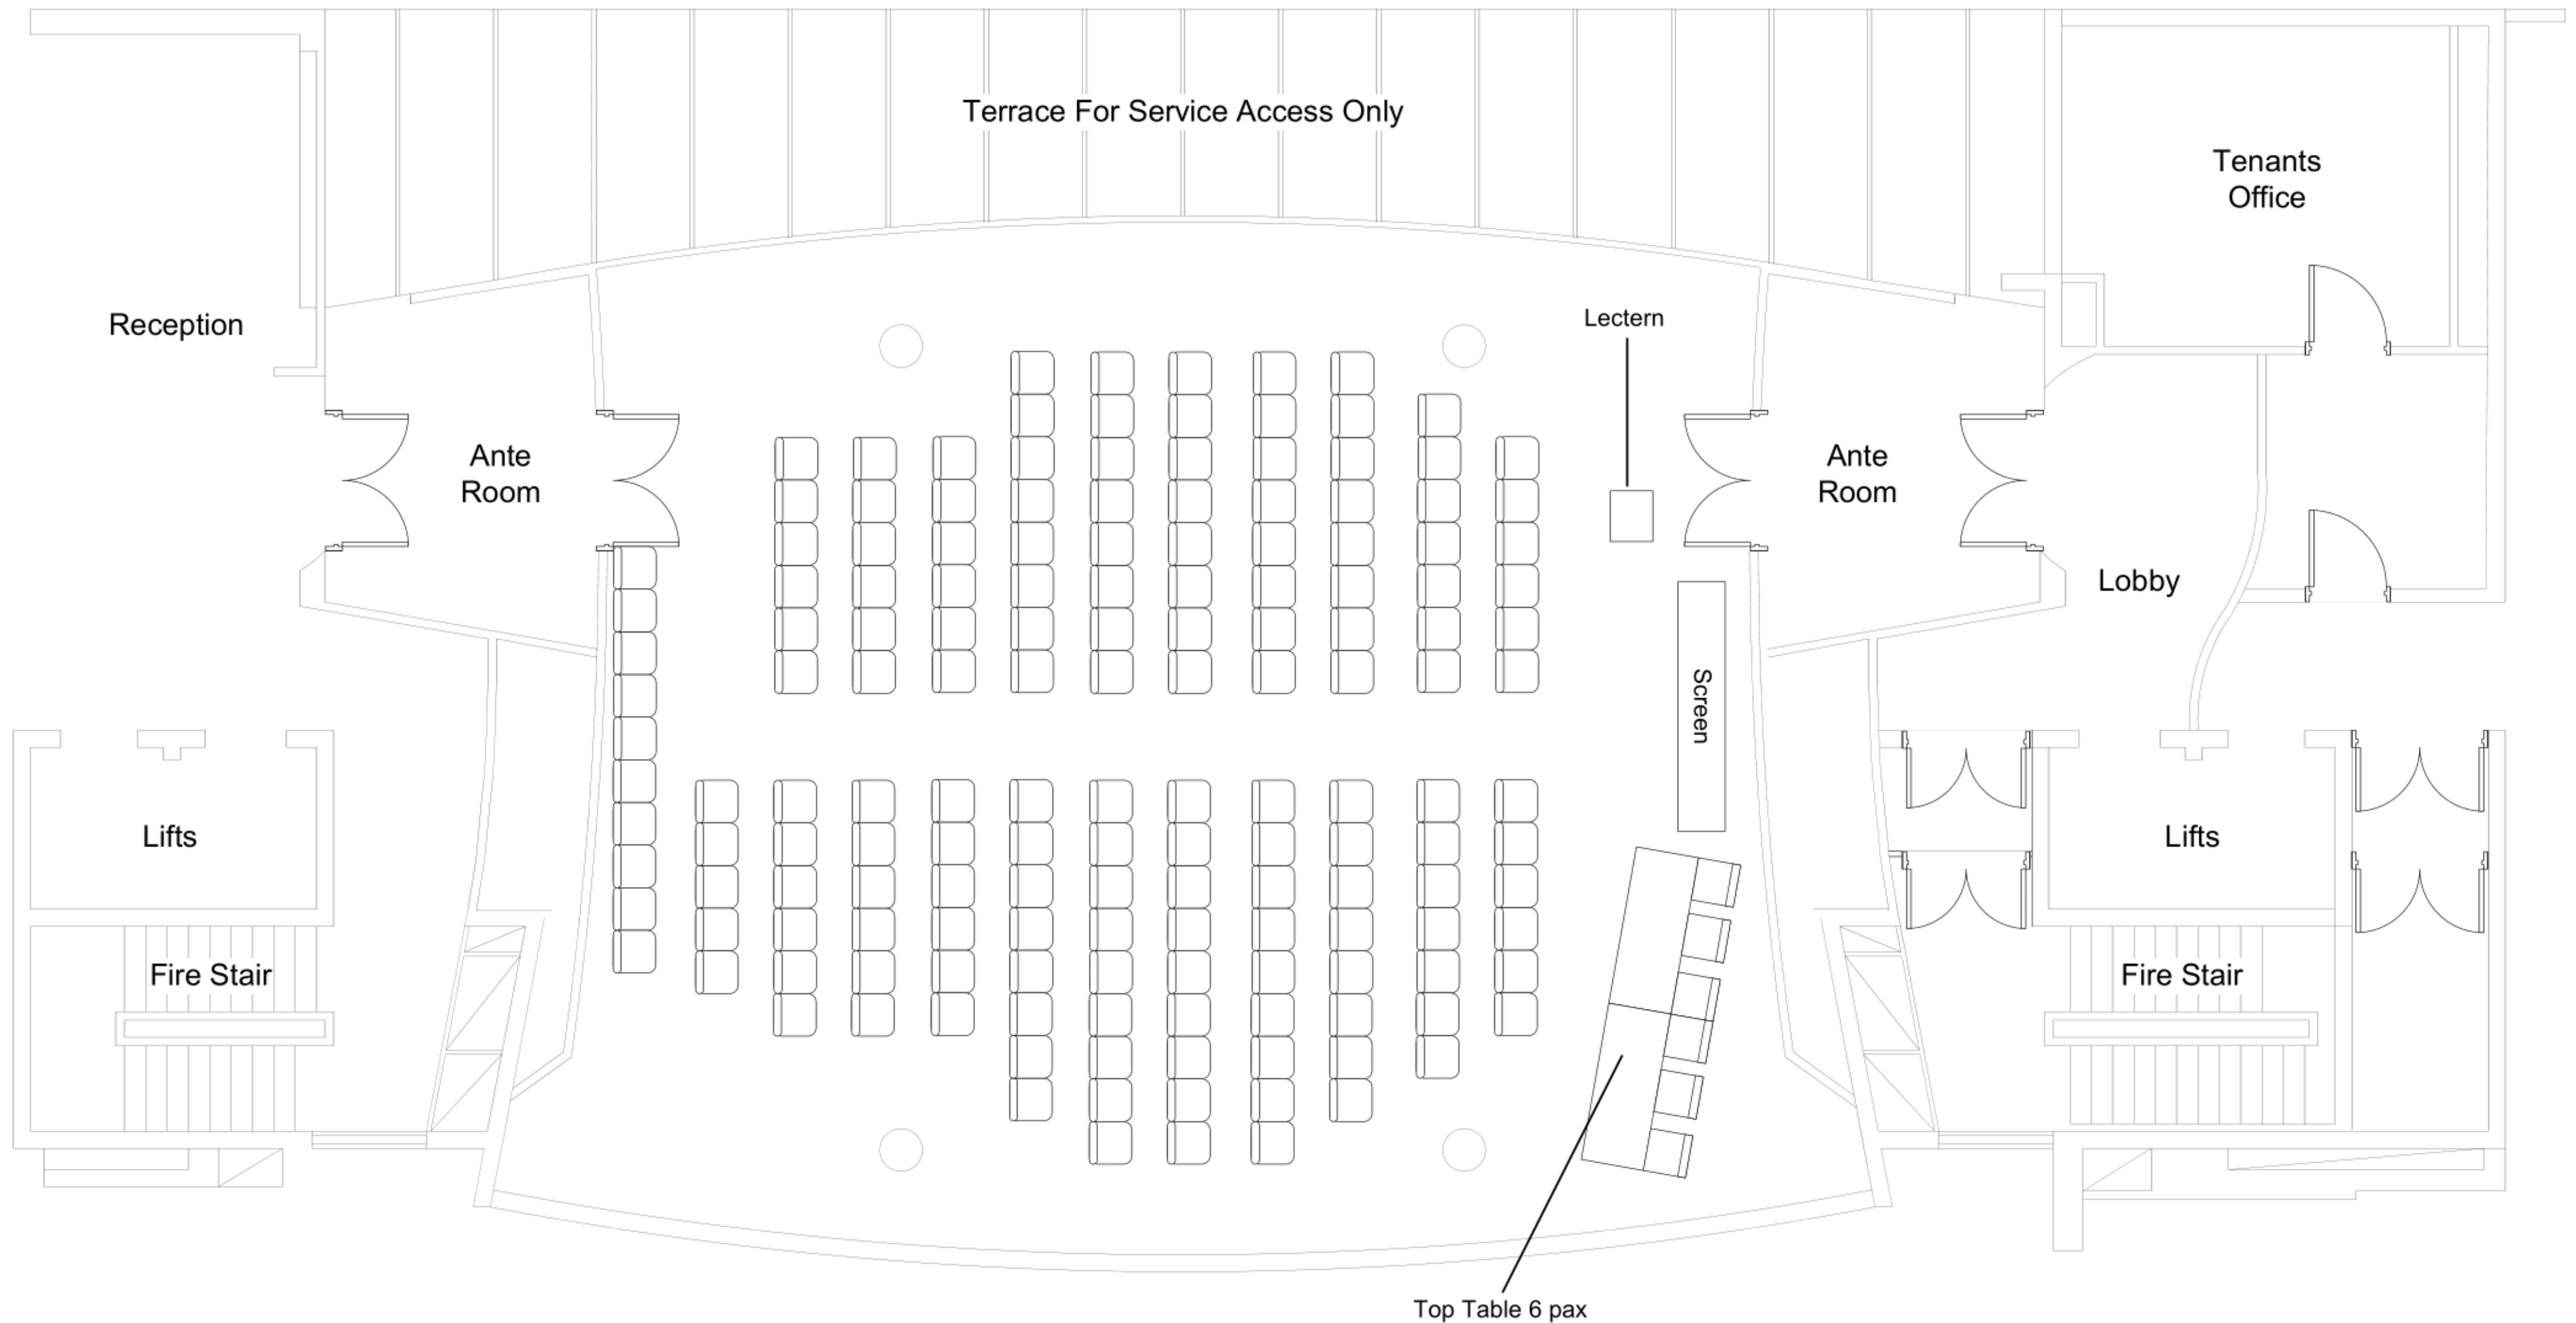 Terrace For Service Access Only
Tenants
Office
Reception
Lectern
Ante
Room
Ante
Room
Lobby
Screen
Lifts
Lifts
Fire Stair
Fire Stair
Top Table 6 pax